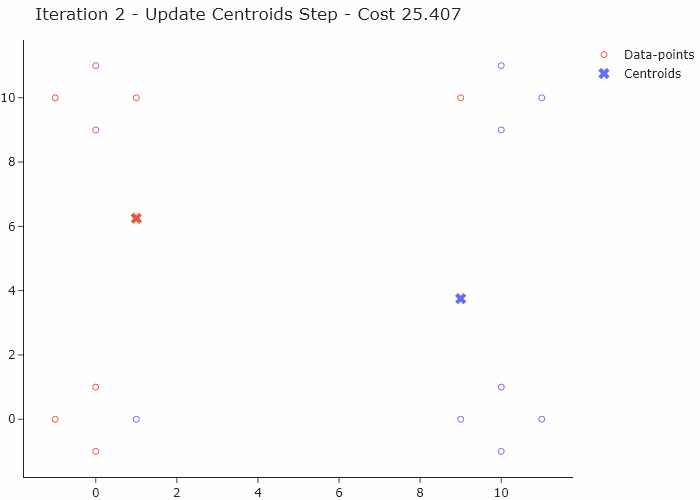 Iteration 2 - Update Centroids Step - Cost 25.407
Data-points
Centroids
10
8
6
4
2
0
0 2 4 6 8 10